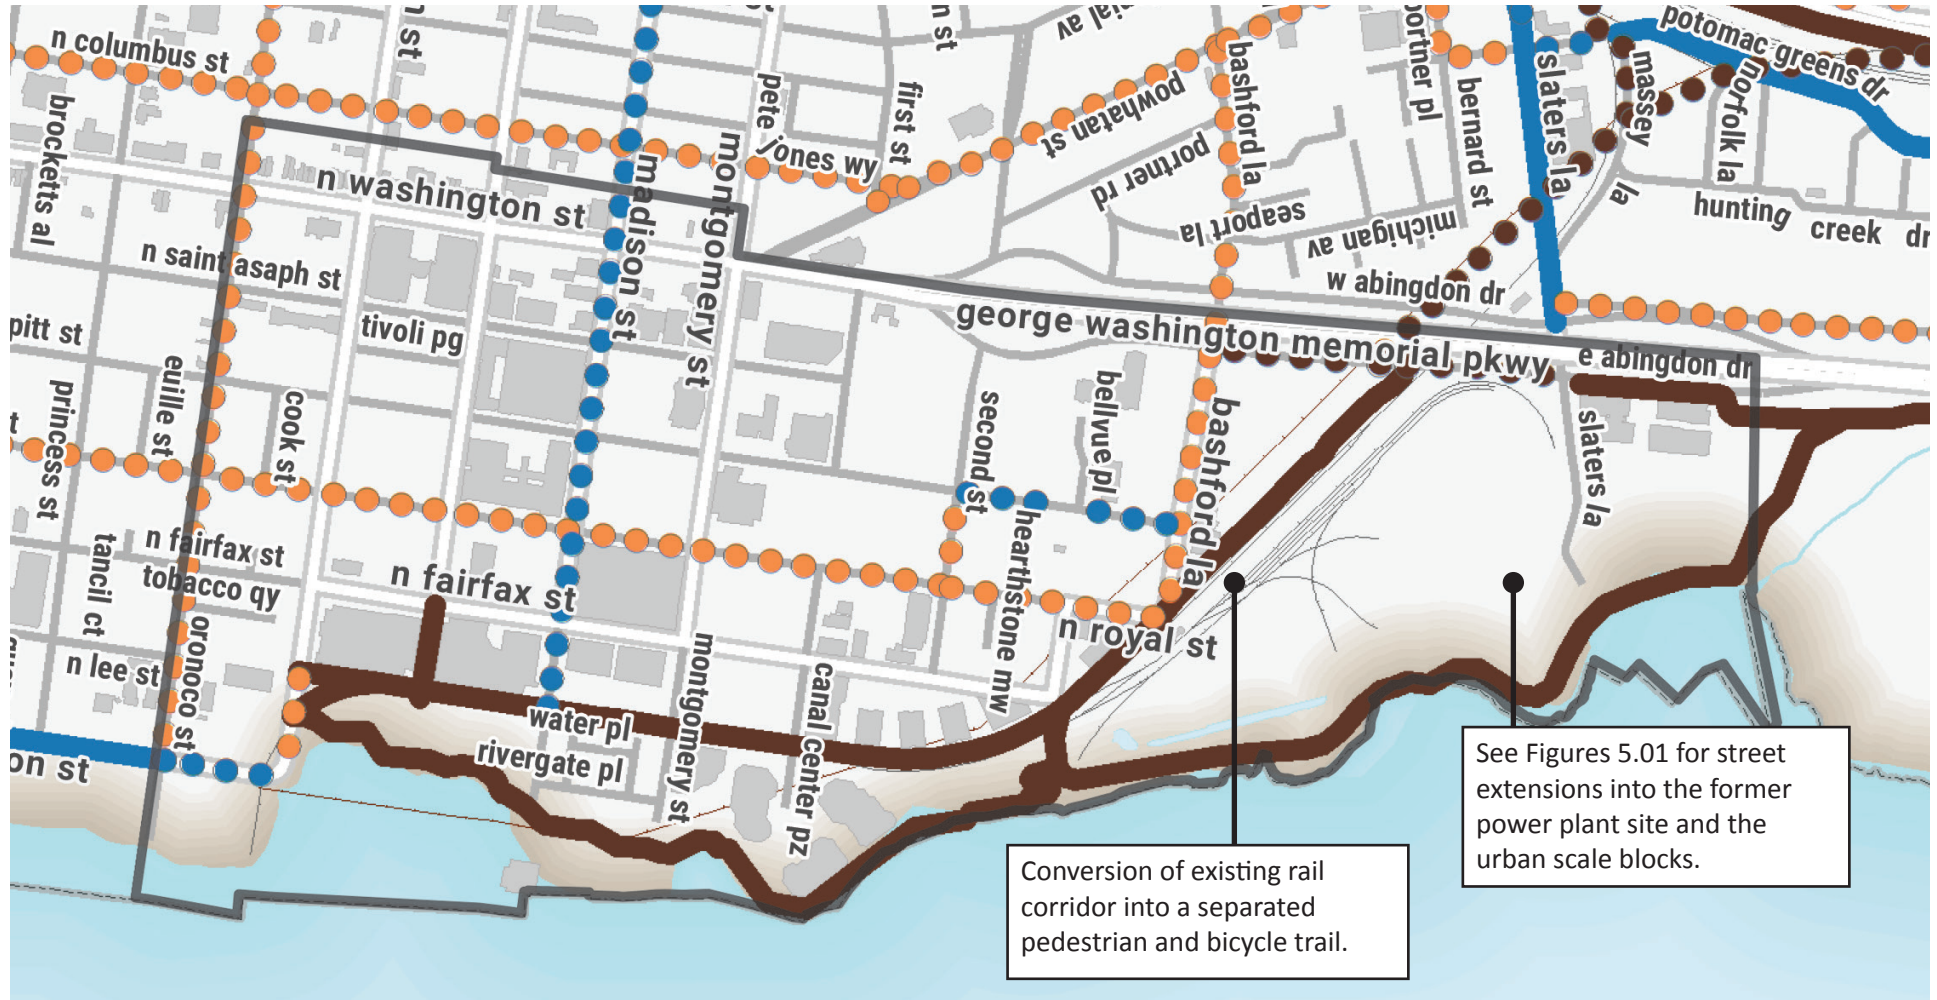 n columbus st
n st
n st
potomac greens dr
brocketts al
pete jones wy
first st
powhatan st
bashford la
portner rd
portner pl
bernard st
slaters la
massey
la
norfolk la
hunting creek dr
n washington st
madison st
montgomery st
seaport la
michigan av
w abingdon dr
n saint asaph st
pitt st
tivoli pg
george washington memorial pkwy
e abingdon dr
princess st
euille st
cook st
second st
bellvue pl
bashford la
slaters la
n fairfax st
tobacco qy
tancil ct
n fairfax st
hearthstone mw
n royal st
n lee st
oronoco st
on st
water pl
rivergate pl
montgomery st
canal center pz
See Figures 5.01 for street
extensions into the former
power plant site and the
urban scale blocks.
Conversion of existing rail
corridor into a separated
pedestrian and bicycle trail.